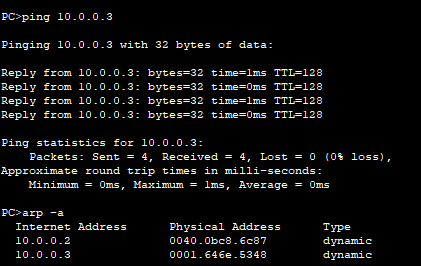 PC>ping 10.0.0.3
Pinging 10.0.0.3 with 32 bytes of data:
Reply from 10.0.0.3: bytes=32 time=1ms TTL=128
Reply from 10.0.0.3: bytes=32 time=0ms TTL=128
Reply from 10.0.0.3: bytes=32 time=1ms TTL=128
Reply from 10.0.0.3: bytes=32 time=0ms TTL=128
Ping statistics for 10.0.0.3:
Packets: Sent = 4, Received = 4, Lost = 0 (0% loss),
Approximate round trip times in milli-seconds:
Minimum = 0ms, Maximum = 1ms, Average = 0ms
PC>arp -a
Internet Address Physical Address Type
10.0.0.2 0040.0bc8.6c87 dynamic
10.0.0.3 0001.646e.5348 dynamic